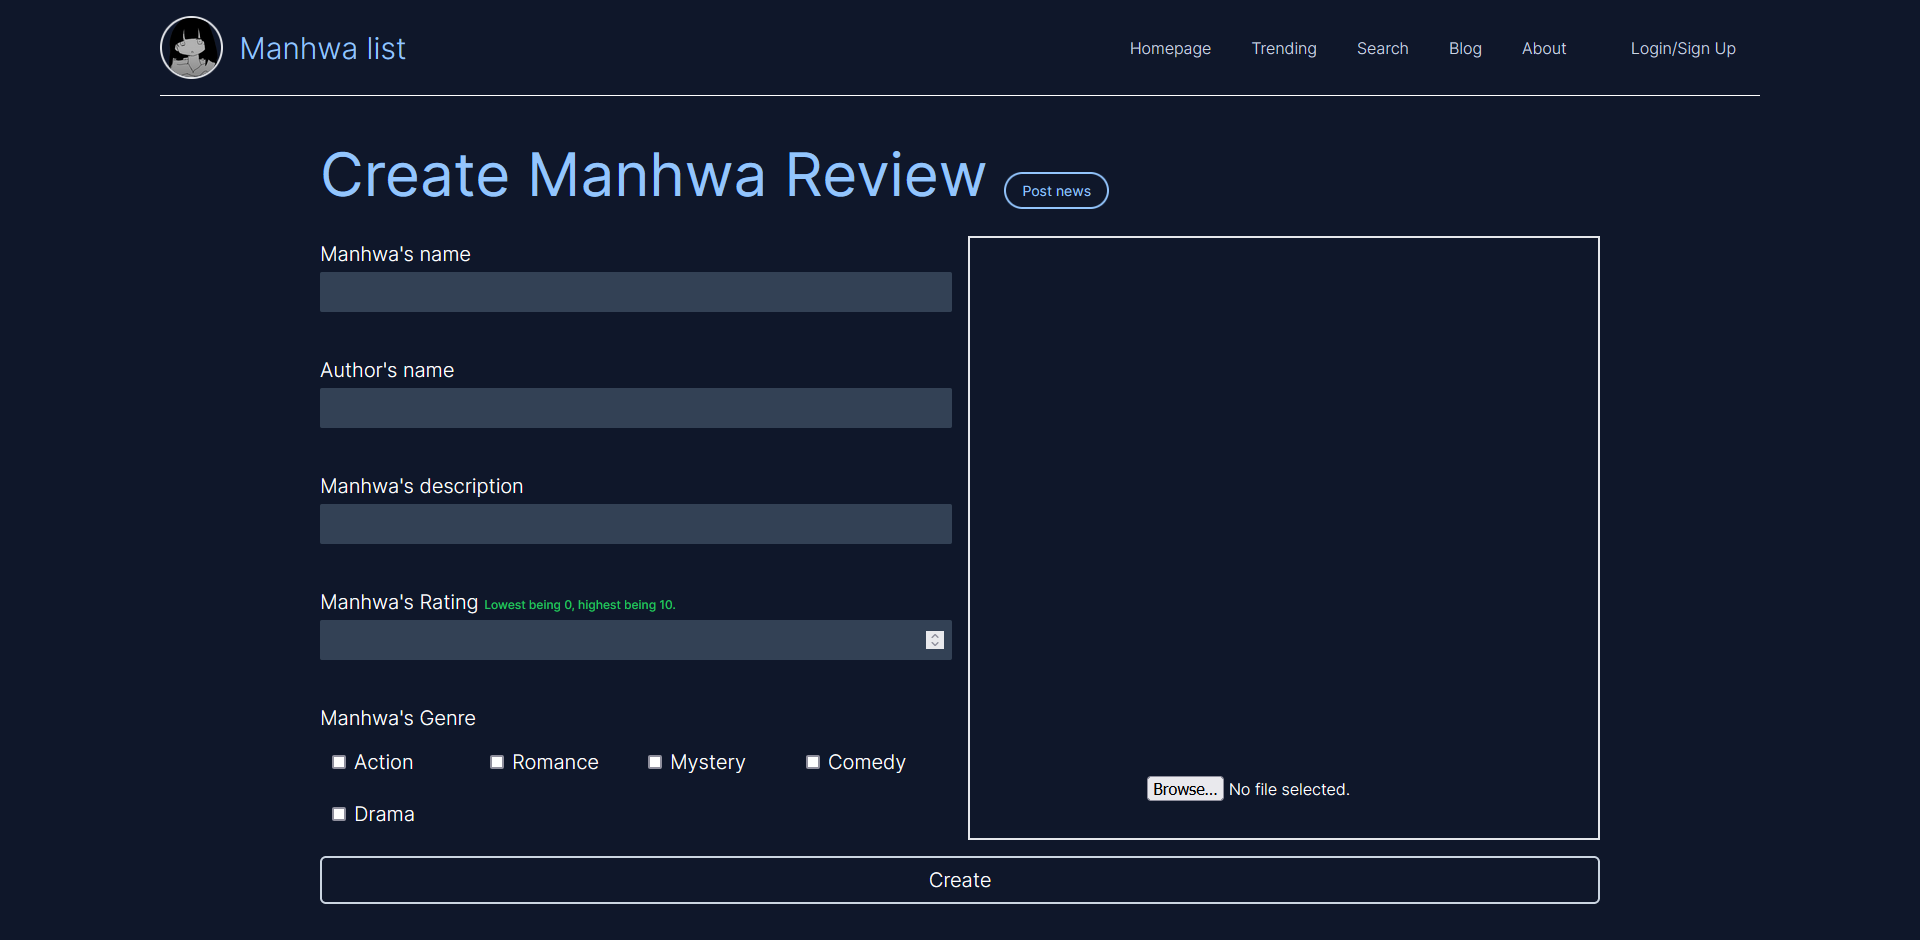 Manhwa list
Homepage Trending Search Blog About Login/Sign Up
Create Manhwa Review Post news
Manhwa's name
Author's name
Manhwa's description
Manhwa's Rating Lowest being 0, highest being 10.
Manhwa's Genre
Action Romance Mystery Comedy
Drama
Browse... No file selected.
Create